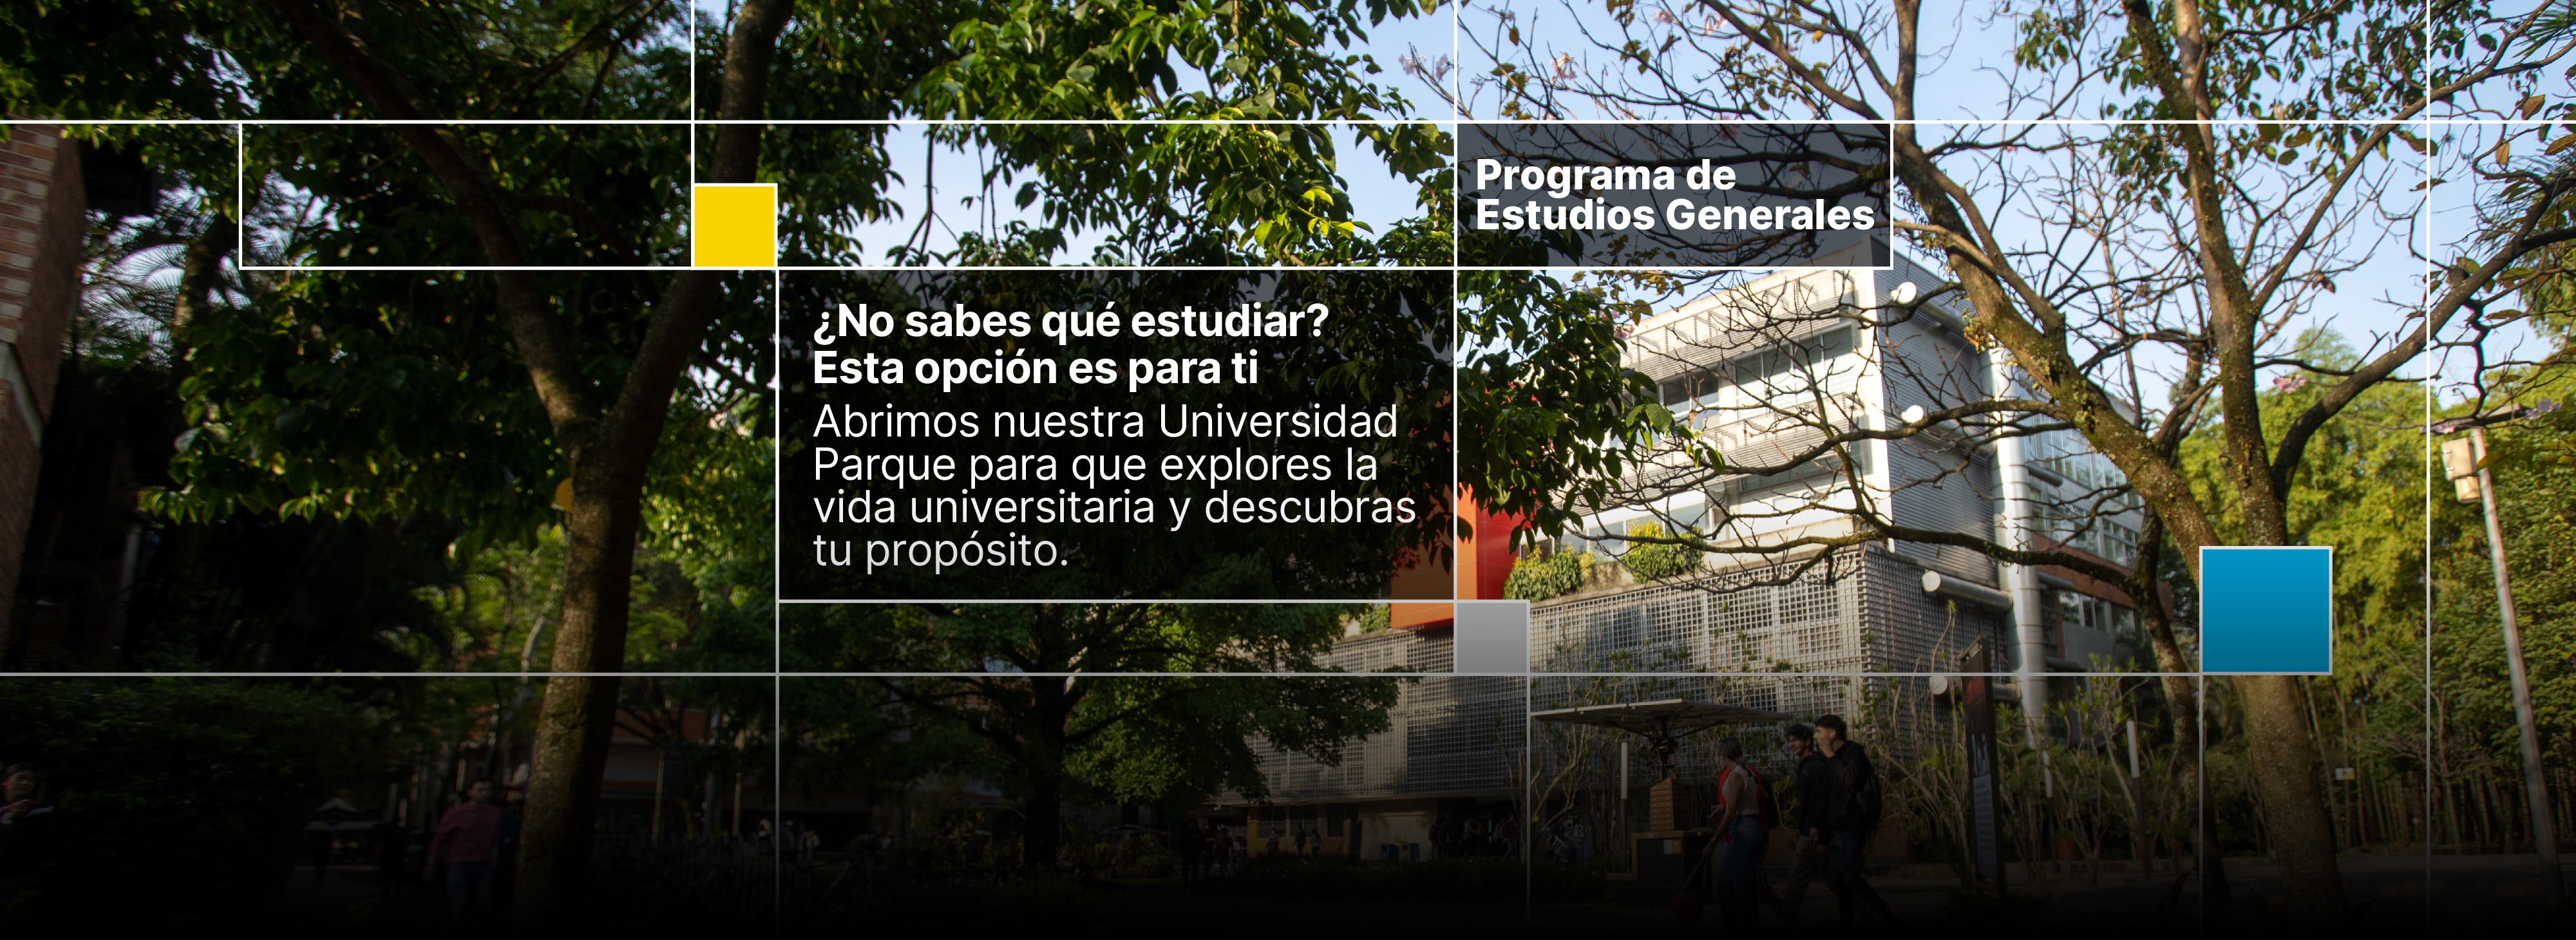 Programa de
Estudios Generales
¿No sabes qué estudiar?
Esta opción es para ti
Abrimos nuestra Universidad
Parque para que explores la
vida universitaria y descubras
tu propósito.